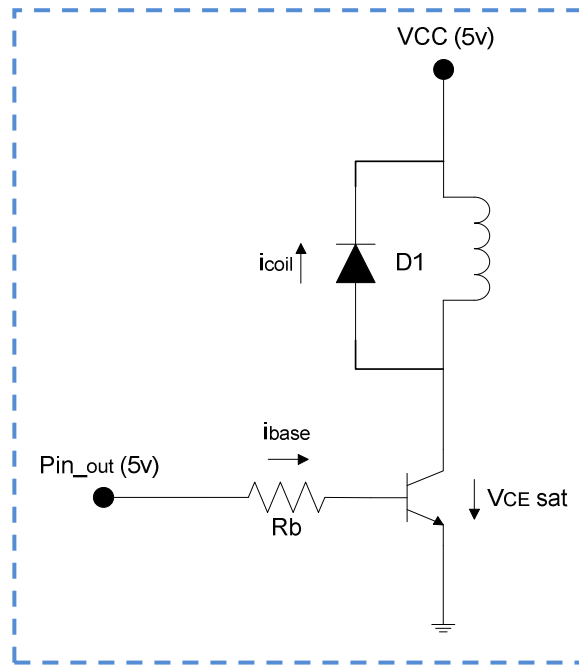 VCC (5v)
icoil
D1
ibase
Pin_out (5v)
Rb
VCE sat